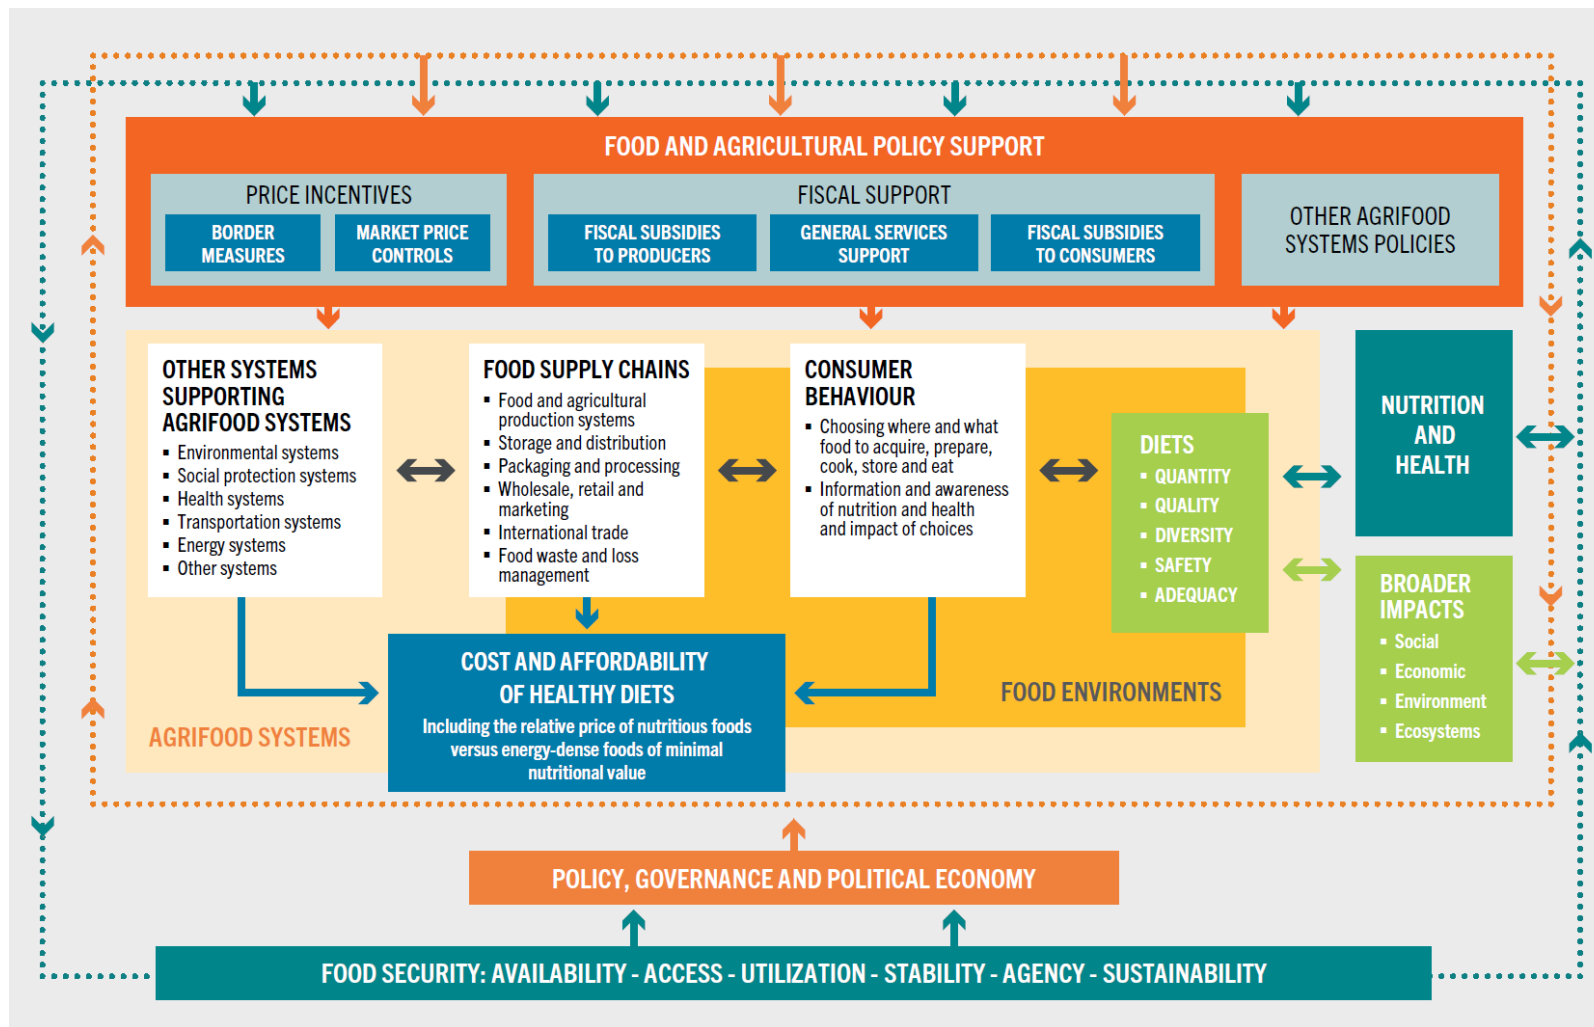 FOOD AND AGRICULTURAL POLICY SUPPORT
PRICE INCENTIVES
BORDER
MEASURES
MARKET PRICE
CONTROLS
FISCAL SUPPORT
FISCAL SUBSIDIES
TO PRODUCERS
GENERAL SERVICES
SUPPORT
FISCAL SUBSIDIES
TO CONSUMERS
OTHER AGRIFOOD
SYSTEMS POLICIES
OTHER SYSTEMS
SUPPORTING
AGRIFOOD SYSTEMS
▪ Environmental systems
▪ Social protection systems
▪ Health systems
▪ Transportation systems
▪ Energy systems
▪ Other systems
FOOD SUPPLY CHAINS
▪ Food and agricultural
production systems
▪ Storage and distribution
▪ Packaging and processing
▪ Wholesale, retail and
marketing
▪ International trade
▪ Food waste and loss
management
CONSUMER
BEHAVIOUR
▪ Choosing where and what
food to acquire, prepare,
cook, store and eat
▪ Information and awareness
of nutrition and health
and impact of choices
DIETS
▪ QUANTITY
▪ QUALITY
▪ DIVERSITY
▪ SAFETY
▪ ADEQUACY
NUTRITION
AND
HEALTH
BROADER
IMPACTS
▪ Social
▪ Economic
▪ Environment
▪ Ecosystems
COST AND AFFORDABILITY
OF HEALTHY DIETS
Including the relative price of nutritious foods
versus energy-dense foods of minimal
nutritional value
FOOD ENVIRONMENTS
AGRIFOOD SYSTEMS
POLICY, GOVERNANCE AND POLITICAL ECONOMY
FOOD SECURITY: AVAILABILITY - ACCESS - UTILIZATION - STABILITY - AGENCY - SUSTAINABILITY